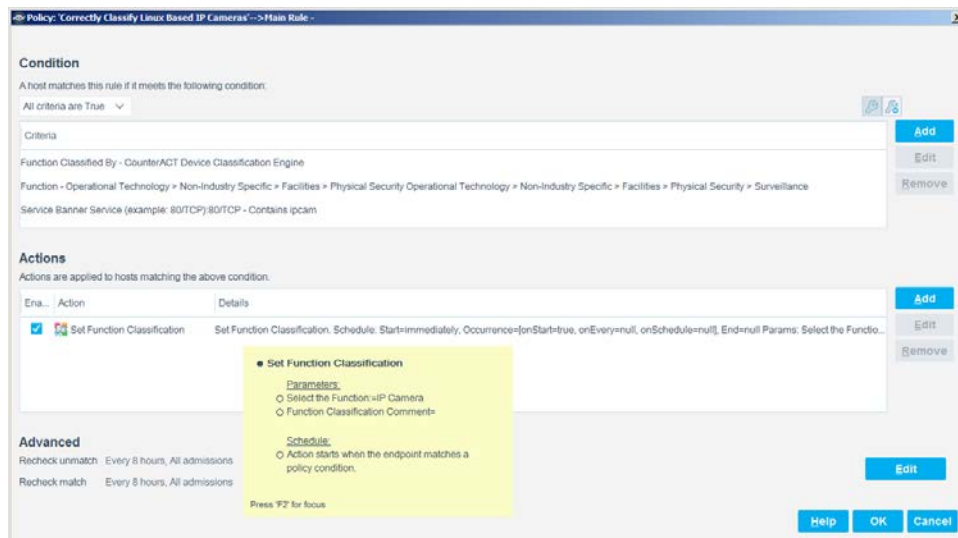 Policy: 'Correctly Classify Linux Based IP Cameras'-->Main Rule -
Condition
A host matches this rule if it meets the following condition:
All criteria are True
Criteria
Add
Function Classified By - CounterACT Device Classification Engine
Edit
Function - Operational Technology > Non-Industry Specific > Facilities > Physical Security Operational Technology > Non-Industry Specific > Facilities > Physical Security > Surveillance
Remove
Service Banner Service (example: 80/TCP):80/TCP - Contains ipcam
Actions
Actions are applied to hosts matching the above condition.
Ena... Action Details
Add
Set Function Classification Set Function Classification. Schedule: Start=immediately, Occurrence=[onStart=true, onEvery=null, onSchedule=null], End=null Params: Select the Functio...
Edit
Remove
Set Function Classification
Parameters:
Select the Function:=IP Camera
Function Classification Comment=
Schedule:
Action starts when the endpoint matches a
policy condition.
Press 'F2' for focus
Advanced
Recheck unmatch Every 8 hours, All admissions
Edit
Recheck match Every 8 hours, All admissions
Help OK Cancel